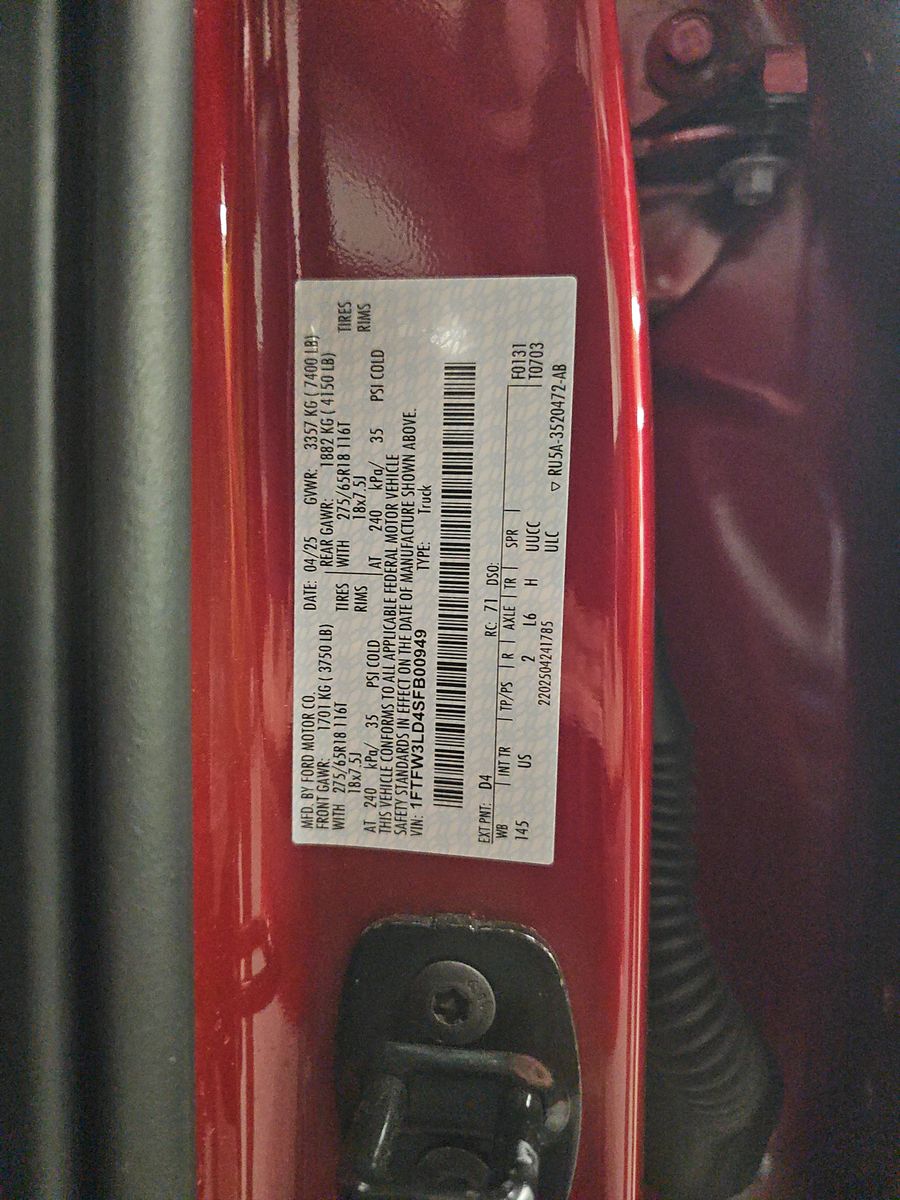 MFD. BY FORD MOTOR CO. DATE: 04/25 GVWR: 3357 KG ( 7400 LB)
FRONT GAWR: 1701 KG ( 3750 LB) REAR GAWR: 1882 KG ( 4150 LB)
WITH 275/65R18 116T TIRES WITH 275/65R18 116T TIRES
18x7.5J RIMS 18x7.5J RIMS
AT 240 kPa/ 35 PSI COLD AT 240 kPa/ 35 PSI COLD
THIS VEHICLE CONFORMS TO ALL APPLICABLE FEDERAL MOTOR VEHICLE
SAFETY STANDARDS IN EFFECT ON THE DATE OF MANUFACTURE SHOWN ABOVE.
VIN: 1FTFW3LD4SFB00949 TYPE: Truck
EXT PNT: D4 RC: 71 DSO: F0131
WB INT TR TP/PS R AXLE TR SPR T0703
145 US 2 L6 H UUCC
2202504241785 ULC ▽ RU5A-3520472-AB